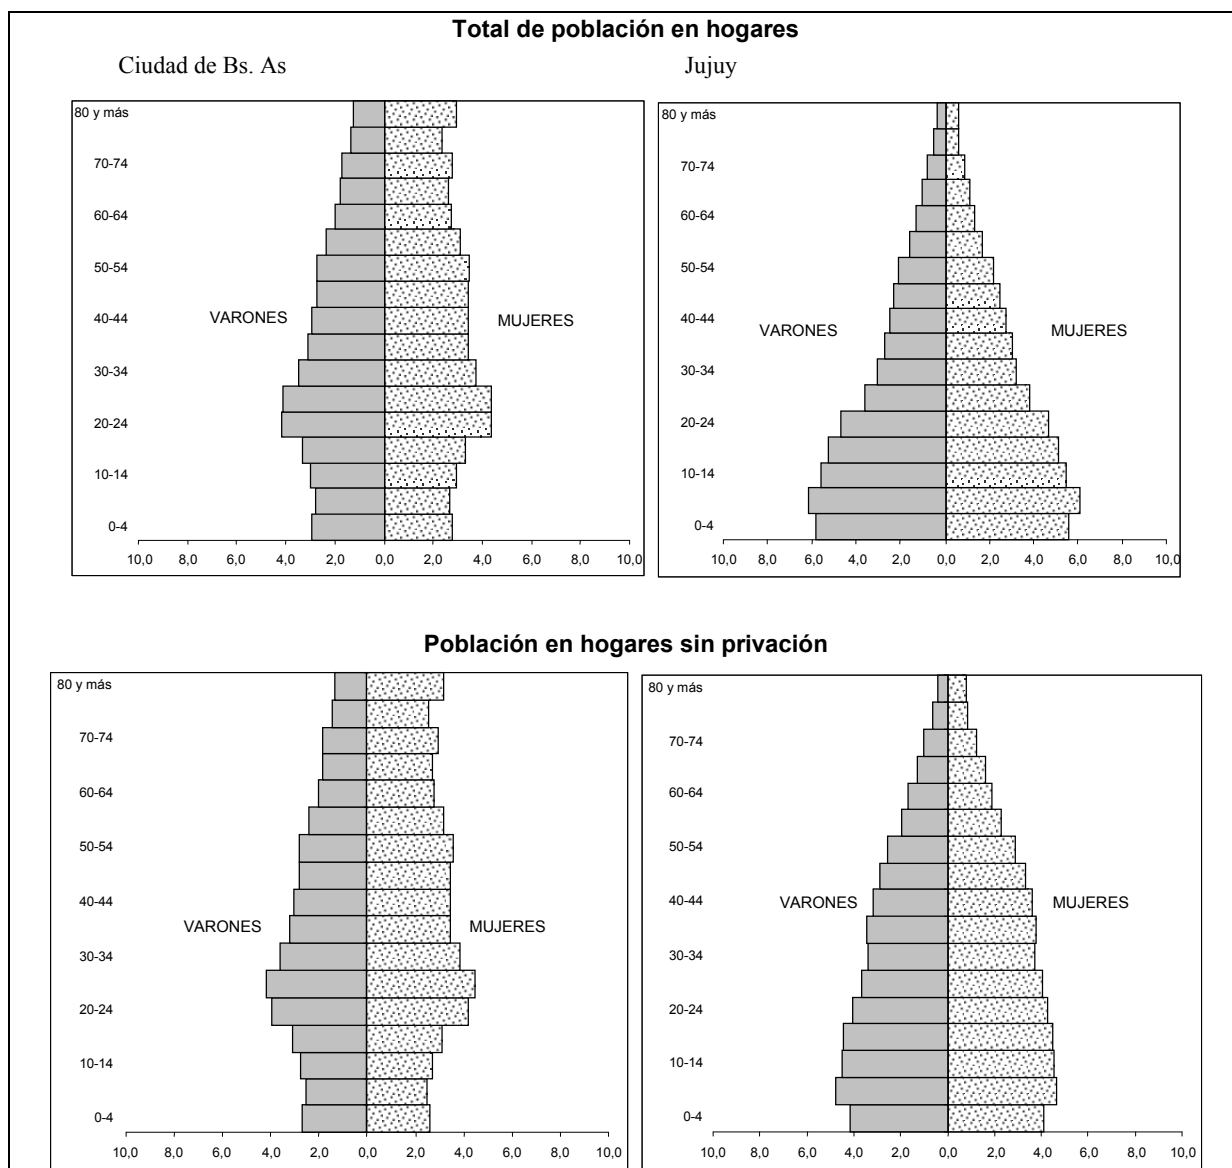 Total de población en hogares
Ciudad de Bs. As
Jujuy
80 y más
70-74
60-64
50-54
40-44
30-34
20-24
10-14
0-4
VARONES
MUJERES
10,0 8,0 6,0 4,0 2,0 0,0 2,0 4,0 6,0 8,0 10,0
80 y más
70-74
60-64
50-54
40-44
30-34
20-24
10-14
0-4
VARONES
MUJERES
10,0 8,0 6,0 4,0 2,0 0,0 2,0 4,0 6,0 8,0 10,0
Población en hogares sin privación
80 y más
70-74
60-64
50-54
40-44
30-34
20-24
10-14
0-4
VARONES
MUJERES
10,0 8,0 6,0 4,0 2,0 0,0 2,0 4,0 6,0 8,0 10,0
80 y más
70-74
60-64
50-54
40-44
30-34
20-24
10-14
0-4
VARONES
MUJERES
10,0 8,0 6,0 4,0 2,0 0,0 2,0 4,0 6,0 8,0 10,0